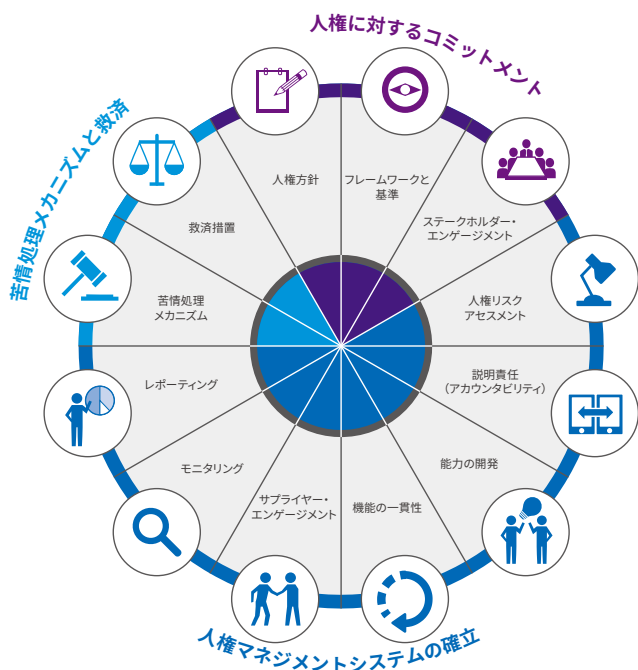 人権に対するコミットメント
苦情処理メカニズムと救済
人権方針
フレームワークと
基準
ステークホルダー・
エンゲージメント
救済措置
人権リスク
アセスメント
苦情処理
メカニズム
説明責任
（アカウンタビリティ）
レポーティング
能力の開発
モニタリング
サプライヤー・
エンゲージメント
機能の一貫性
人権マネジメントシステムの確立